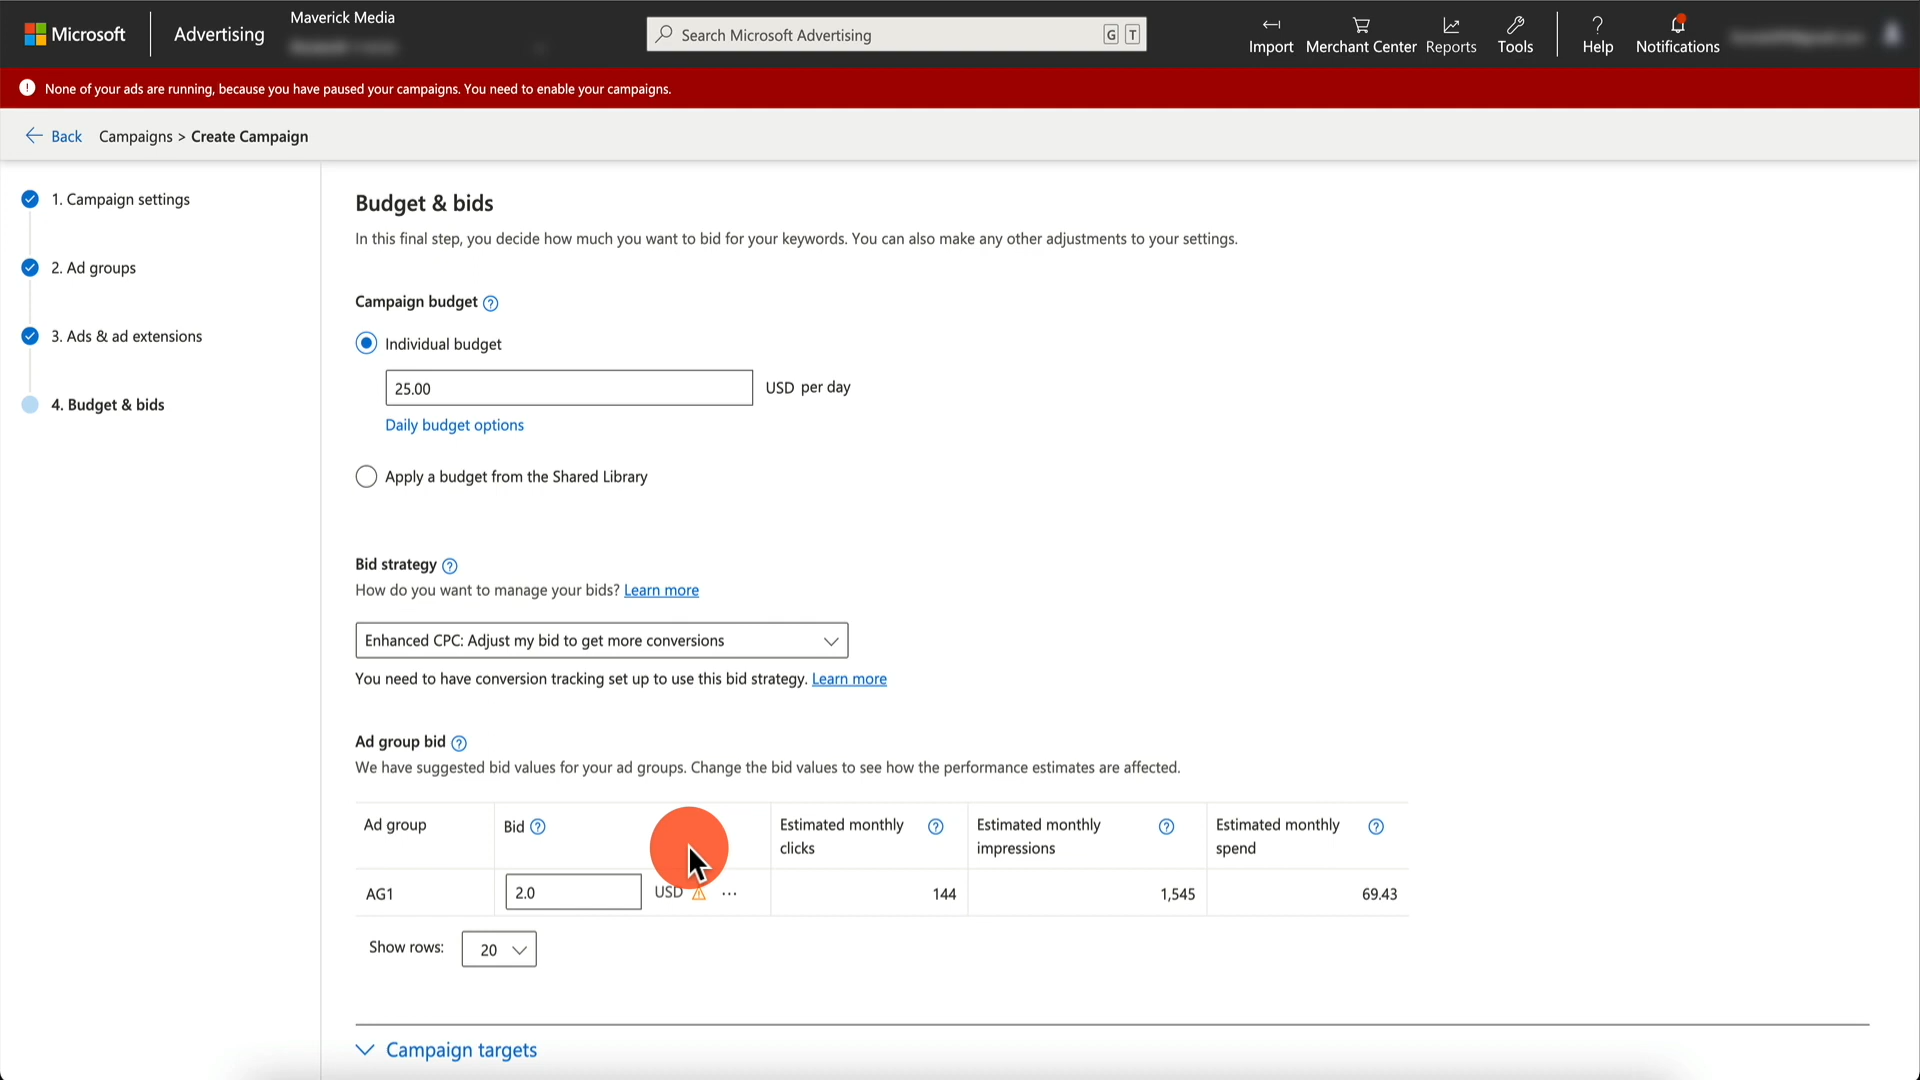 Microsoft
Advertising
Maverick Media
Search Microsoft Advertising
G
T
Import
Merchant Center
Reports
Tools
Help
Notifications
None of your ads are running, because you have paused your campaigns. You need to enable your campaigns.
Back
Campaigns > Create Campaign
1. Campaign settings
2. Ad groups
3. Ads & ad extensions
4. Budget & bids
Budget & bids
In this final step, you decide how much you want to bid for your keywords. You can also make any other adjustments to your settings.
Campaign budget
Individual budget
25.00
USD per day
Daily budget options
Apply a budget from the Shared Library
Bid strategy
How do you want to manage your bids? Learn more
Enhanced CPC: Adjust my bid to get more conversions
You need to have conversion tracking set up to use this bid strategy. Learn more
Ad group bid
We have suggested bid values for your ad groups. Change the bid values to see how the performance estimates are affected.
Ad group
Bid
Estimated monthly
clicks
Estimated monthly
impressions
Estimated monthly
spend
AG1
2.0
USD
...
144
1,545
69.43
Show rows:
20
Campaign targets